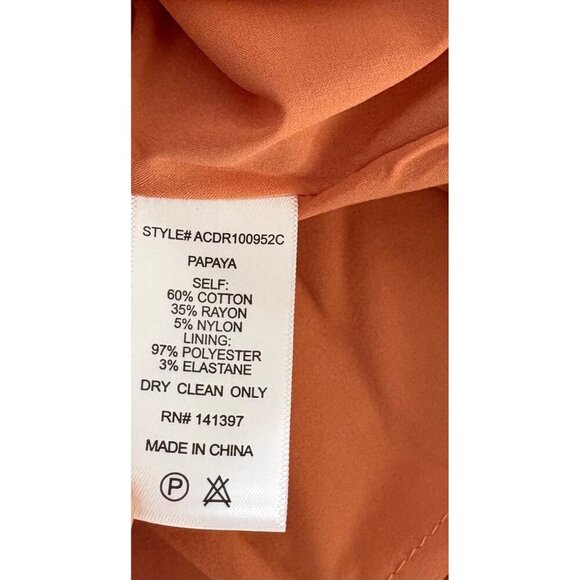 STYLE# ACDR100952C
PAPAYA
SELF:
60% COTTON
35% RAYON
5% NYLON
LINING:
97% POLYESTER
3% ELASTANE
DRY CLEAN ONLY
RN# 141397
MADE IN CHINA
P